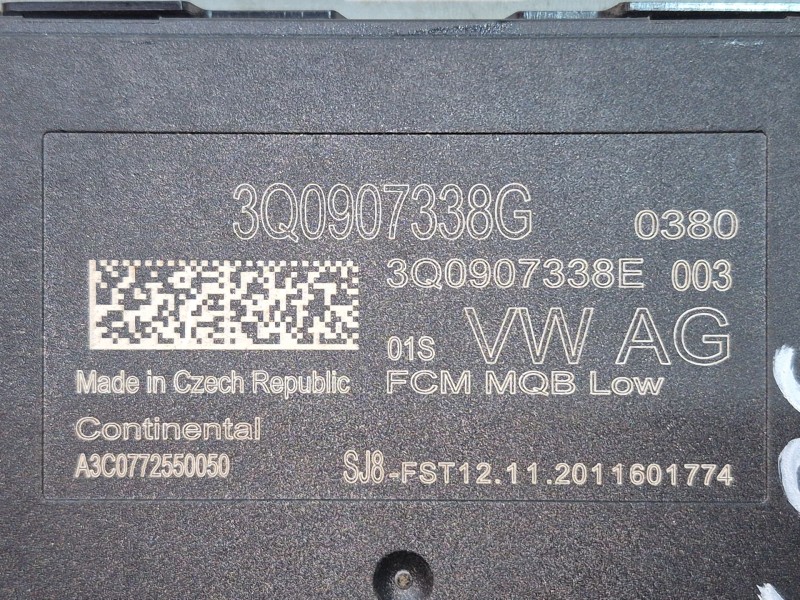 3Q0907338G 0380
3Q0907338E 003
01S VW AG
Made in Czech Republic FCM MQB Low
Continental
A3C0772550050 SJ8-FST12.11.2011601774